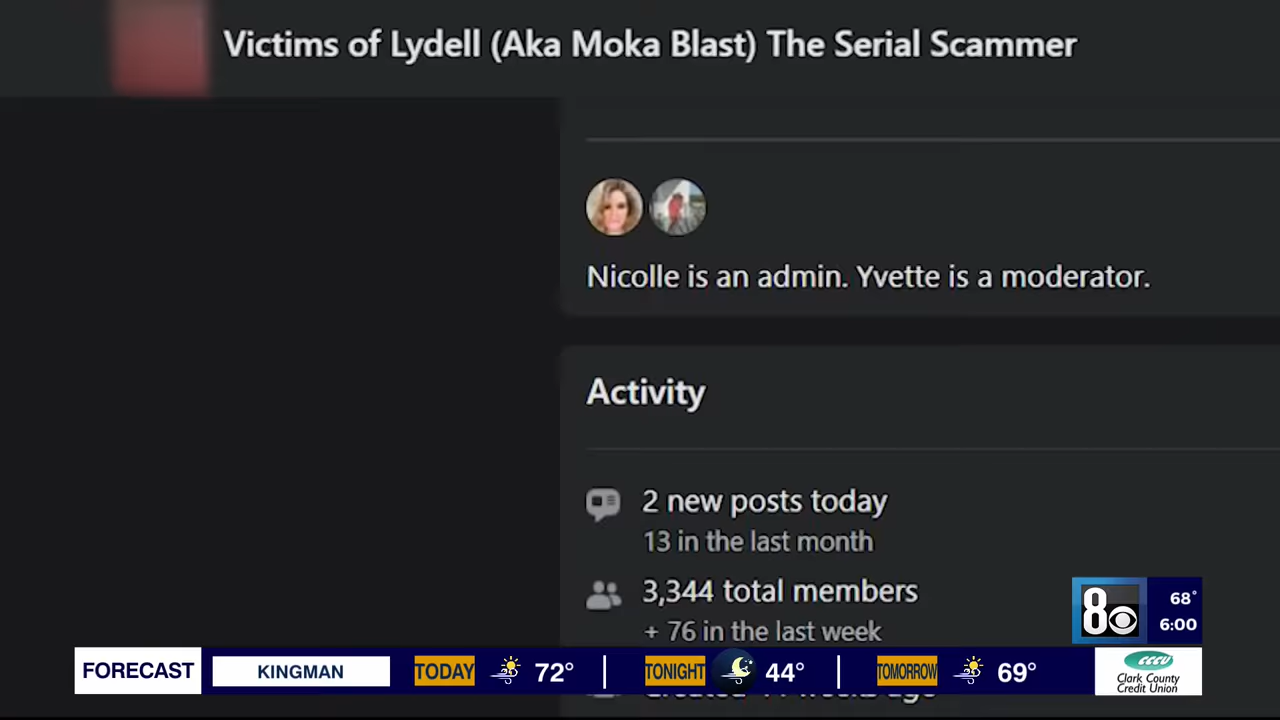 Victims of Lydell (Aka Moka Blast) The Serial Scammer
Nicolle is an admin. Yvette is a moderator.
Activity
2 new posts today
13 in the last month
3,344 total members
+ 76 in the last week
8
68°
6:00
FORECAST
KINGMAN
TODAY
72°
TONIGHT
44°
TOMORROW
69°
Clark County
Credit Union